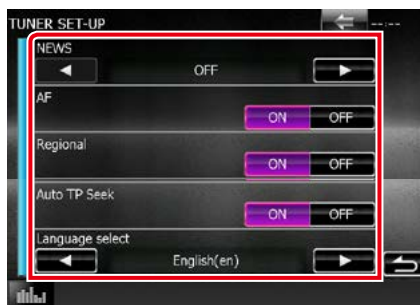 TUNER SET-UP
--:--
NEWS
OFF
AF
ON OFF
Regional
ON OFF
Auto TP Seek
ON OFF
Language select
English(en)